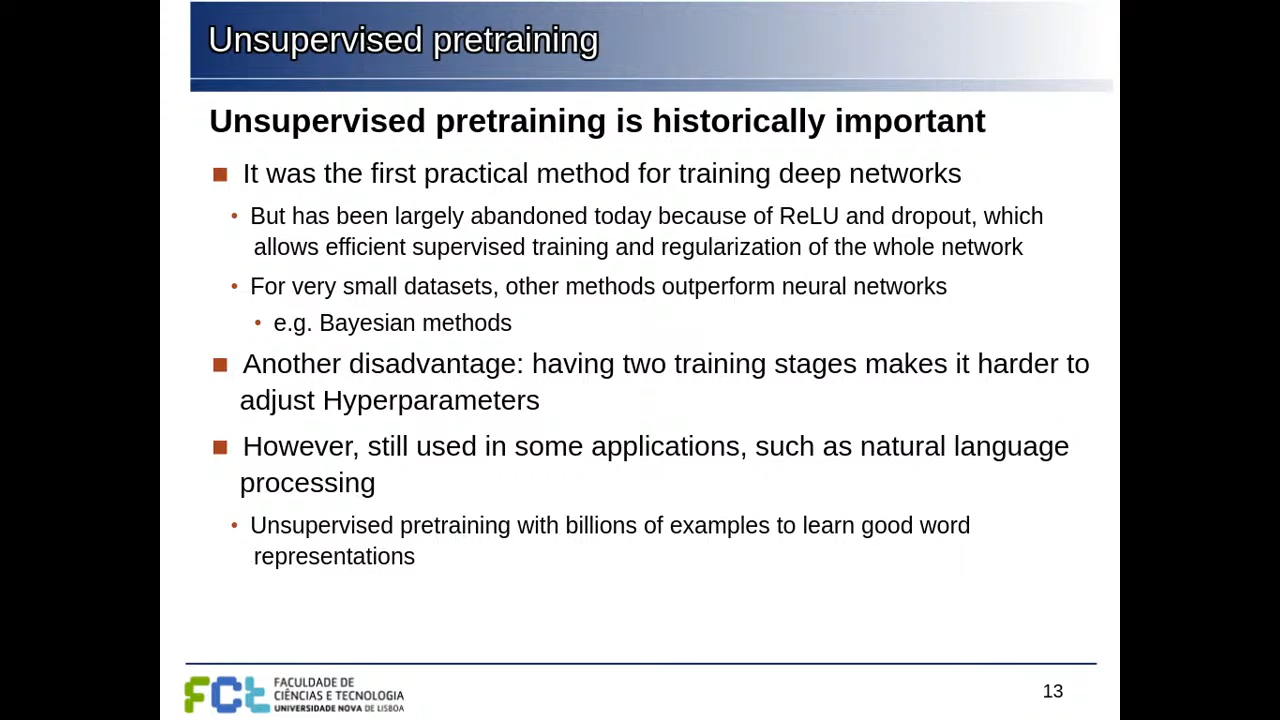 Unsupervised pretraining
Unsupervised pretraining is historically important
It was the first practical method for training deep networks
But has been largely abandoned today because of ReLU and dropout, which
allows efficient supervised training and regularization of the whole network
For very small datasets, other methods outperform neural networks
e.g. Bayesian methods
Another disadvantage: having two training stages makes it harder to
adjust Hyperparameters
However, still used in some applications, such as natural language
processing
Unsupervised pretraining with billions of examples to learn good word
representations
FCt
FACULDADE DE
CIÊNCIAS E TECNOLOGIA
UNIVERSIDADE NOVA DE LISBOA
13